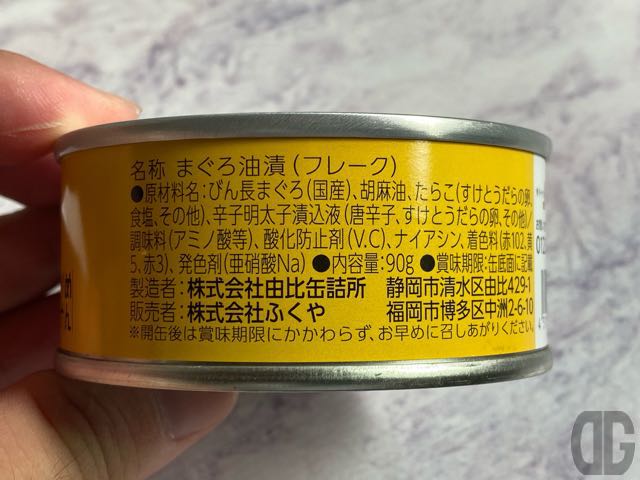 名称 まぐろ油漬(フレーク)
●原材料名:びん長まぐろ(国産)、胡麻油、たらこ(すけとうだらの卵、
食塩、その他)、辛子明太子漬込液(唐辛子、すけとうだらの卵、その他)/
調味料(アミノ酸等)、酸化防止剤(V.C)、ナイアシン、着色料(赤102、黄
5、赤3)、発色剤(亜硝酸Na) ●内容量:90g ●賞味期限:缶底面に記載
製造者:株式会社由比缶詰所 静岡市清水区由比429-1
販売者:株式会社ふくや 福岡市博多区中洲2-6-10
※開缶後は賞味期限にかかわらず、お早めに召しあがりください。
DG